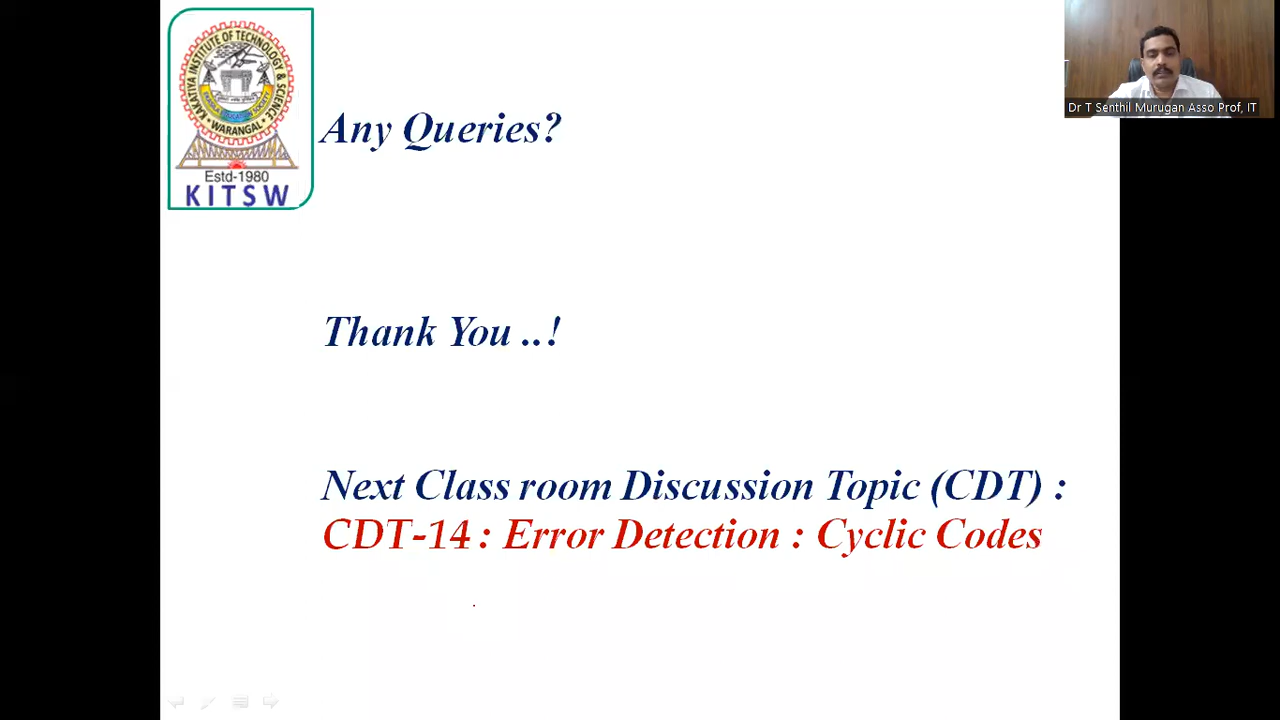 KAKATIYA INSTITUTE OF TECHNOLOGY & SCIENCE
WARANGAL
Estd-1980
KITSW
Any Queries?
Dr T Senthil Murugan Asso Prof, IT
Thank You ..!
Next Class room Discussion Topic (CDT) :
CDT-14 : Error Detection : Cyclic Codes